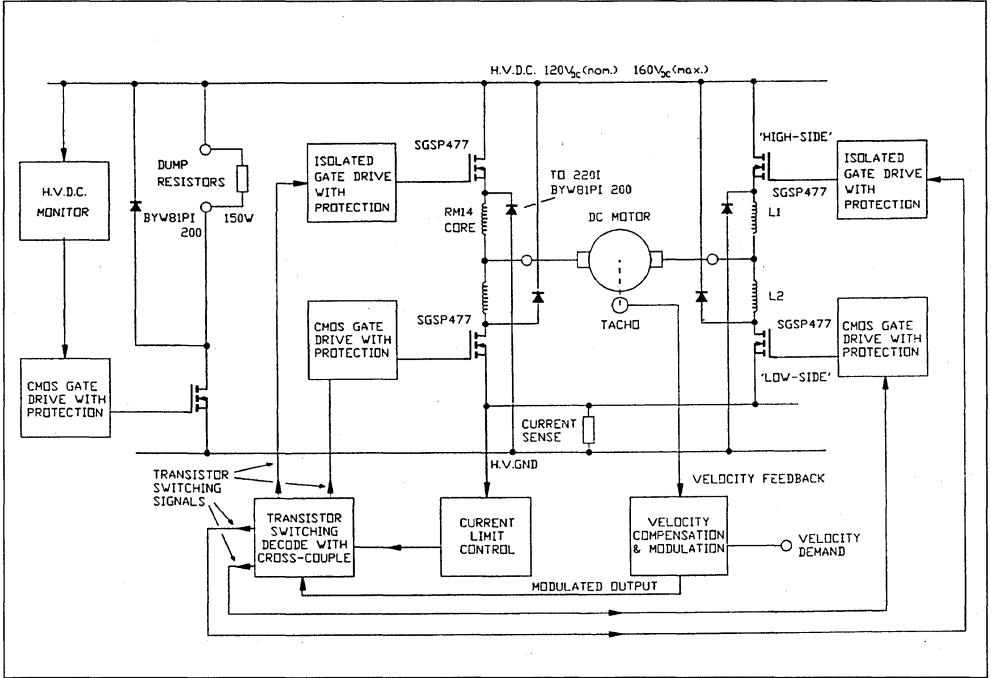 H.V.D.C. 120VDC(nom.) 160VDC(max.)
H.V.D.C.
MONITOR
DUMP
RESISTORS
BYW81PI
200
150W
CMOS GATE
DRIVE WITH
PROTECTION
ISOLATED
GATE DRIVE
WITH
PROTECTION
SGSP477
TO 220I
BYW81PI 200
RM14
CORE
DC MOTOR
TACHO
CMOS GATE
DRIVE WITH
PROTECTION
SGSP477
'HIGH-SIDE'
SGSP477
ISOLATED
GATE DRIVE
WITH
PROTECTION
L1
L2
SGSP477
'LOW-SIDE'
CMOS GATE
DRIVE WITH
PROTECTION
CURRENT
SENSE
H.V.GND
VELOCITY FEEDBACK
TRANSISTOR
SWITCHING
SIGNALS
TRANSISTOR
SWITCHING
DECODE WITH
CROSS-COUPLE
CURRENT
LIMIT
CONTROL
VELOCITY
COMPENSATION
& MODULATION
VELOCITY
DEMAND
MODULATED OUTPUT